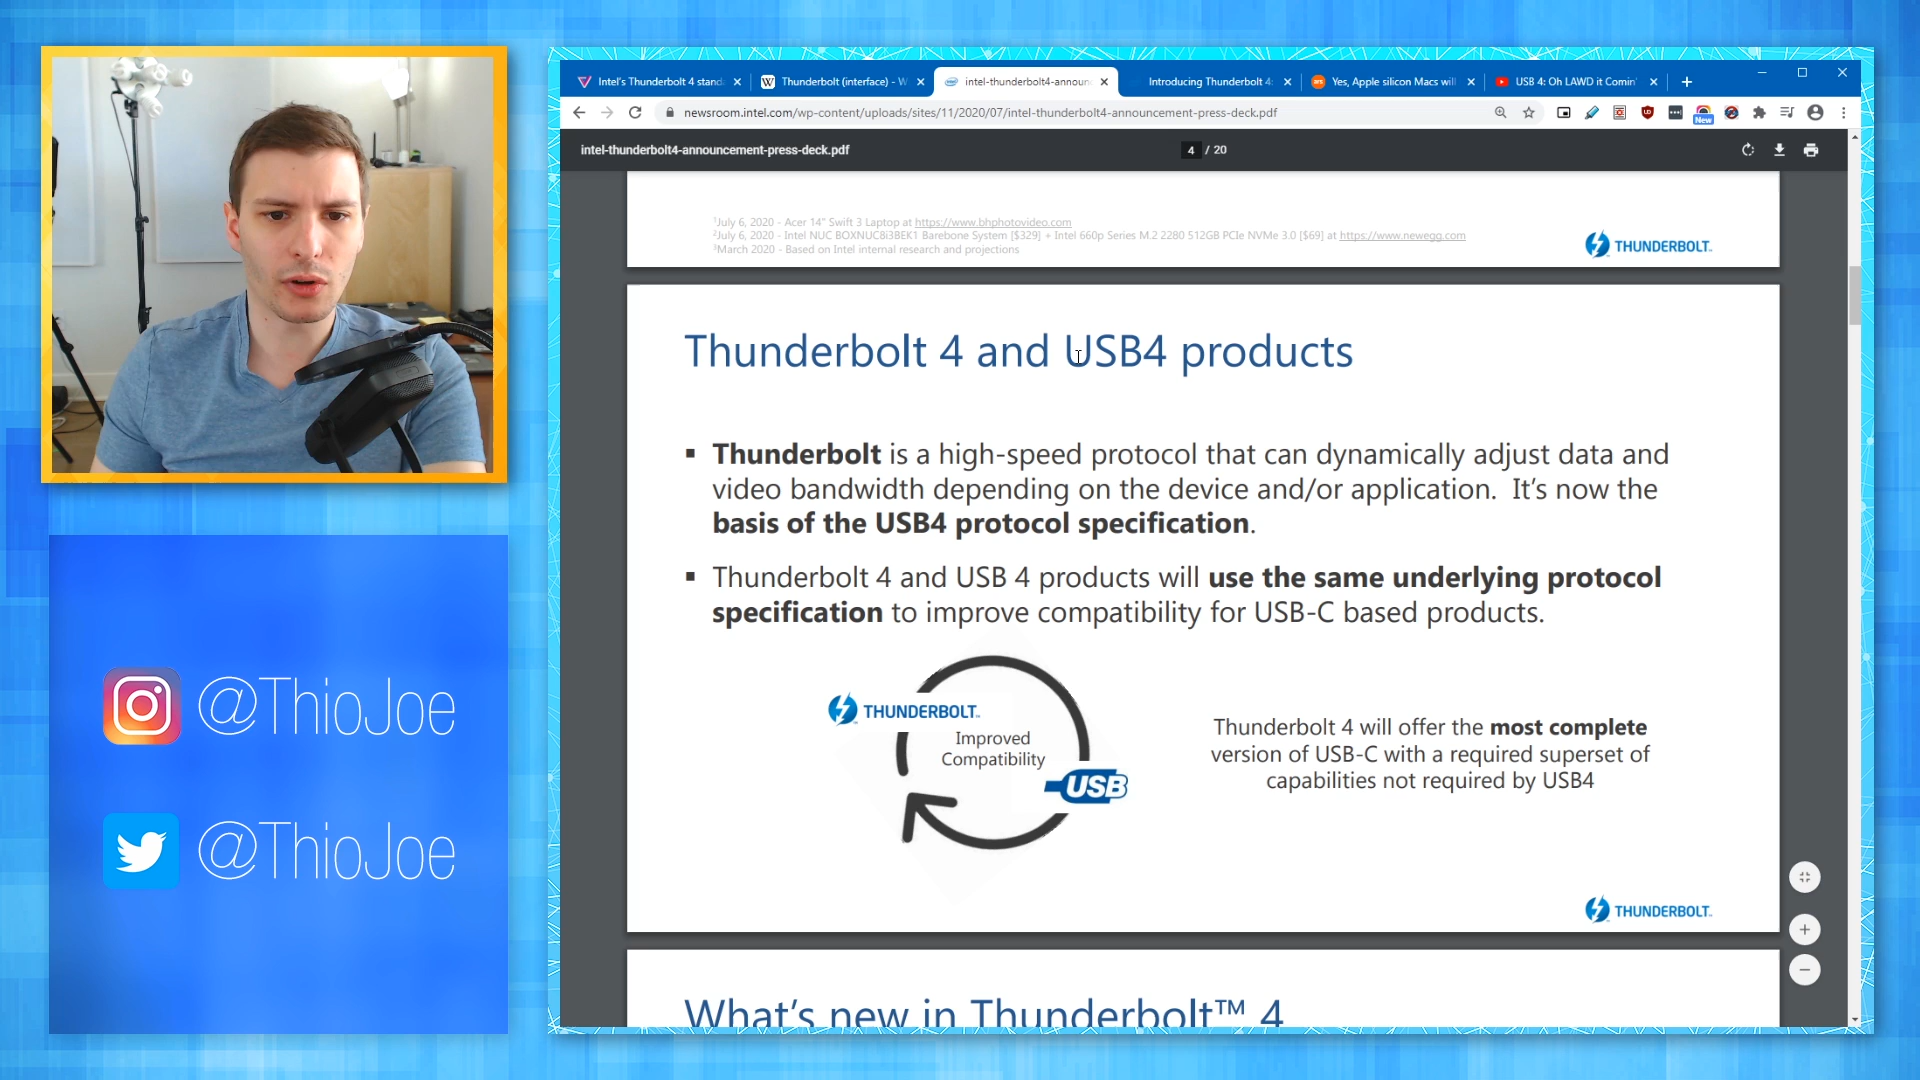 Intel's Thunderbolt 4 stand
Thunderbolt (interface) - W
intel-thunderbolt4-announ
Introducing Thunderbolt 4:
Yes, Apple silicon Macs will
USB 4: Oh LAWD it Comin'
newsroom.intel.com/wp-content/uploads/sites/11/2020/07/intel-thunderbolt4-announcement-press-deck.pdf
New
intel-thunderbolt4-announcement-press-deck.pdf
4 / 20
¹July 6, 2020 - Acer 14" Swift 3 Laptop at https://www.bhphotovideo.com
²July 6, 2020 - Intel NUC BOXNUC8i3BEK1 Barebone System [$329] + Intel 660p Series M.2 2280 512GB PCIe NVMe 3.0 [$69] at https://www.newegg.com
³March 2020 - Based on Intel internal research and projections
THUNDERBOLT™
Thunderbolt 4 and USB4 products
▪ Thunderbolt is a high-speed protocol that can dynamically adjust data and
video bandwidth depending on the device and/or application. It's now the
basis of the USB4 protocol specification.
▪ Thunderbolt 4 and USB 4 products will use the same underlying protocol
specification to improve compatibility for USB-C based products.
THUNDERBOLT™
Improved
Compatibility
USB
Thunderbolt 4 will offer the most complete
version of USB-C with a required superset of
capabilities not required by USB4
THUNDERBOLT™
What's new in Thunderbolt™ 4
@ThioJoe
@ThioJoe